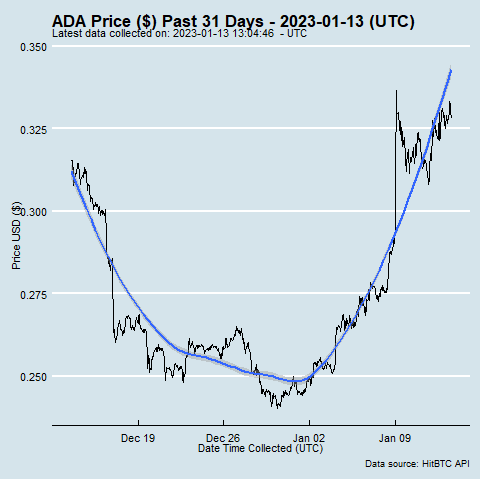 ADA Price ($) Past 31 Days - 2023-01-13 (UTC)
Latest data collected on: 2023-01-13 13:04:46 - UTC
0.350
0.325
0.300
0.275
0.250
Price USD ($)
Dec 19 Dec 26 Jan 02 Jan 09
Date Time Collected (UTC)
Data source: HitBTC API